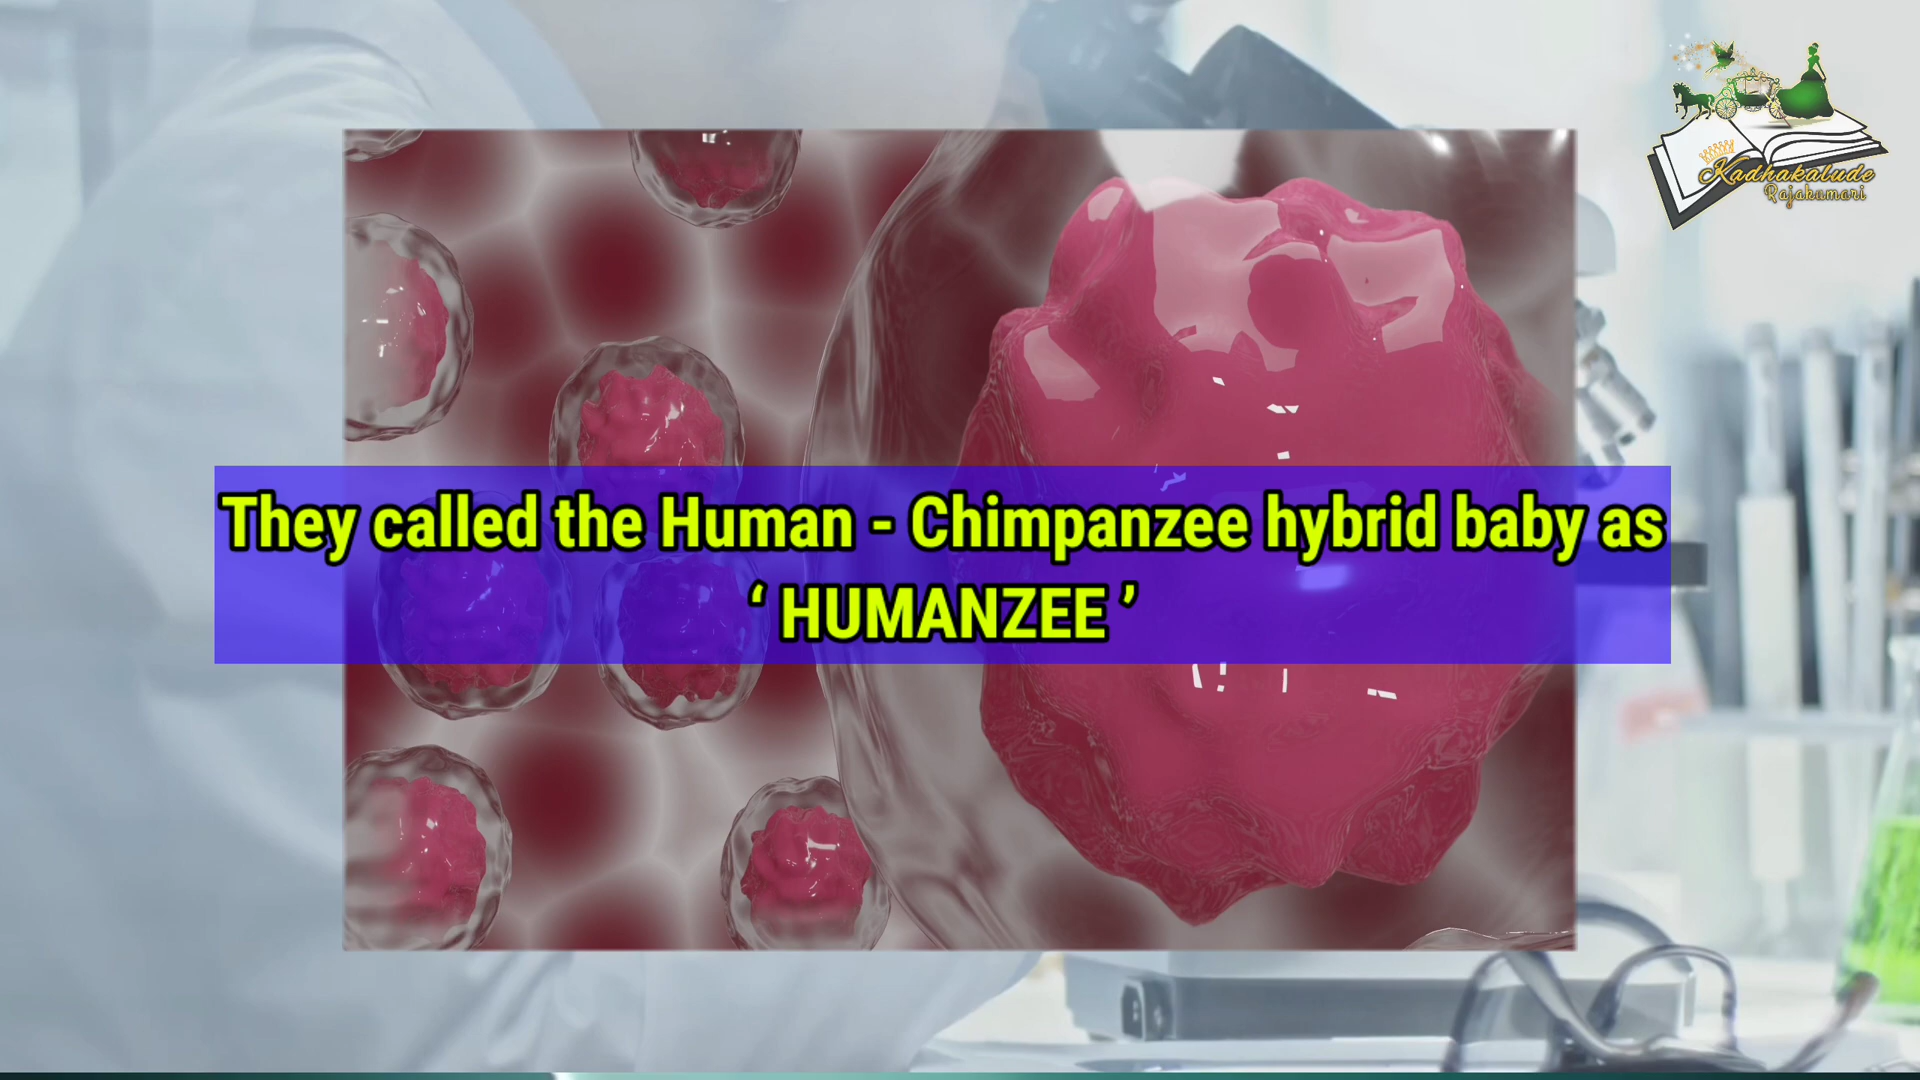 Kadhakalude
Rajakumari
They called the Human - Chimpanzee hybrid baby as
‘ HUMANZEE ’